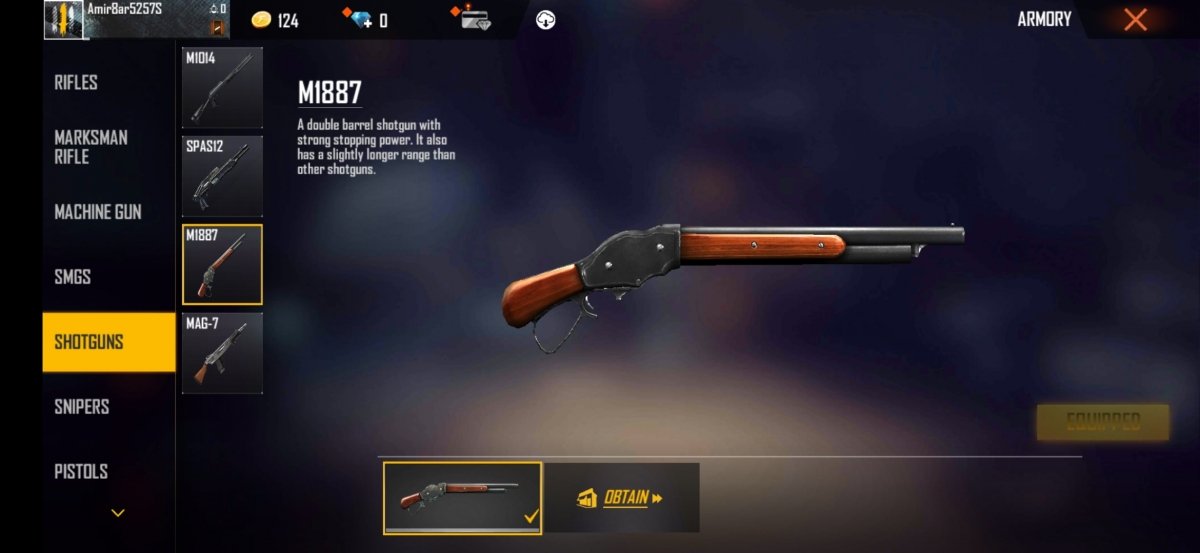 AmirBar5257S
0
124
0
ARMORY
RIFLES
MARKSMAN
RIFLE
MACHINE GUN
SMGS
SHOTGUNS
SNIPERS
PISTOLS
M1014
SPAS12
M1887
MAG-7
M1887
A double barrel shotgun with
strong stopping power. It also
has a slightly longer range than
other shotguns.
EQUIPPED
OBTAIN